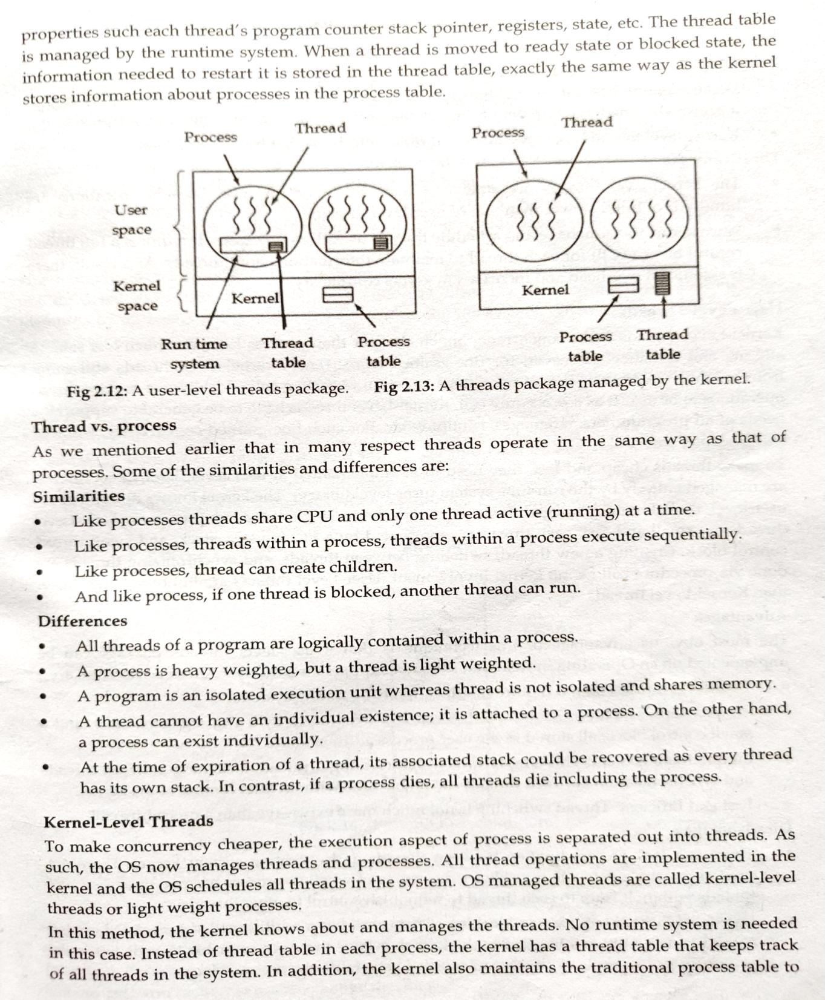 properties such each thread's program counter stack pointer, registers, state, etc. The thread table
is managed by the runtime system. When a thread is moved to ready state or blocked state, the
information needed to restart it is stored in the thread table, exactly the same way as the kernel
stores information about processes in the process table.
Process
Thread
Process
Thread
User
space
Kernel
space
Kernel
Kernel
Run time
system
Thread
table
Process
table
Process
table
Thread
table
Fig 2.12: A user-level threads package.
Fig 2.13: A threads package managed by the kernel.
Thread vs. process
As we mentioned earlier that in many respect threads operate in the same way as that of
processes. Some of the similarities and differences are:
Similarities
• Like processes threads share CPU and only one thread active (running) at a time.
• Like processes, threads within a process, threads within a process execute sequentially.
• Like processes, thread can create children.
• And like process, if one thread is blocked, another thread can run.
Differences
• All threads of a program are logically contained within a process.
• A process is heavy weighted, but a thread is light weighted.
• A program is an isolated execution unit whereas thread is not isolated and shares memory.
• A thread cannot have an individual existence; it is attached to a process. On the other hand,
a process can exist individually.
• At the time of expiration of a thread, its associated stack could be recovered as every thread
has its own stack. In contrast, if a process dies, all threads die including the process.
Kernel-Level Threads
To make concurrency cheaper, the execution aspect of process is separated out into threads. As
such, the OS now manages threads and processes. All thread operations are implemented in the
kernel and the OS schedules all threads in the system. OS managed threads are called kernel-level
threads or light weight processes.
In this method, the kernel knows about and manages the threads. No runtime system is needed
in this case. Instead of thread table in each process, the kernel has a thread table that keeps track
of all threads in the system. In addition, the kernel also maintains the traditional process table to